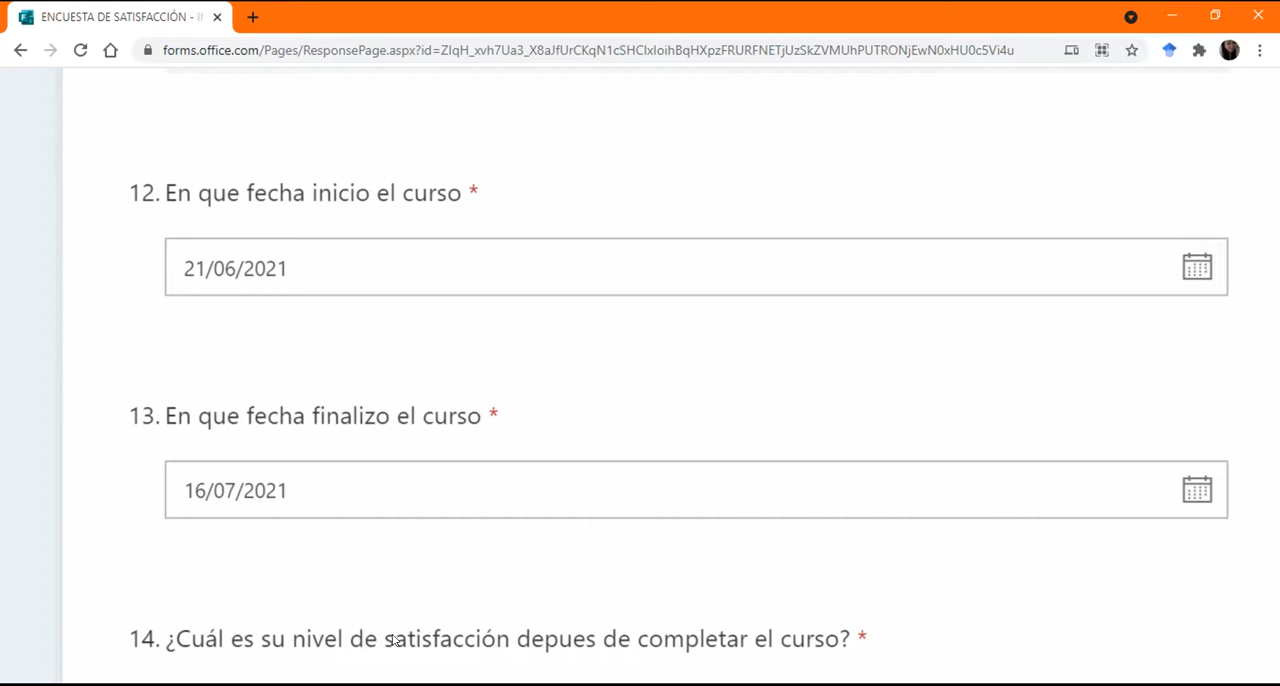 ENCUESTA DE SATISFACCIÓN -
forms.office.com/Pages/ResponsePage.aspx?id=
12. En que fecha inicio el curso *
21/06/2021
13. En que fecha finalizo el curso *
16/07/2021
14. ¿Cuál es su nivel de satisfacción depues de completar el curso? *